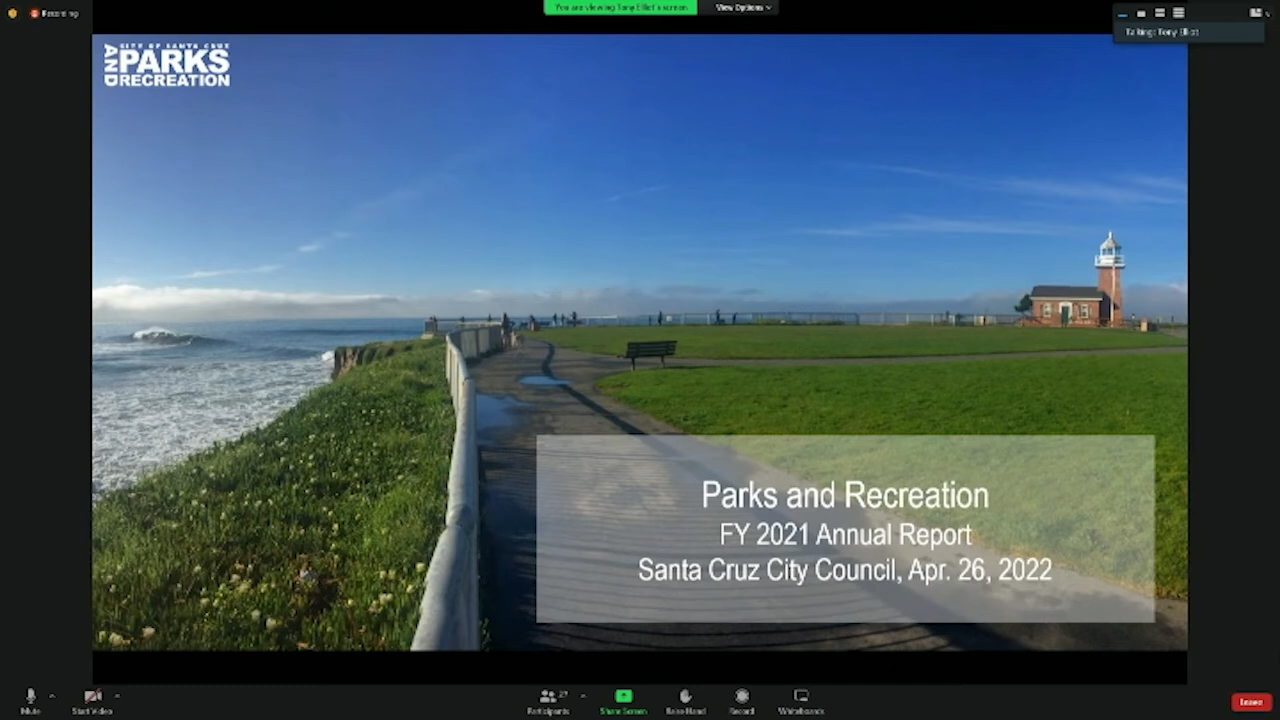 Recording
You are viewing Tony Elliot's screen
View Options
Talking: Tony Elliot
CITY OF SANTA CRUZ
PARKS
AND
RECREATION
Parks and Recreation
FY 2021 Annual Report
Santa Cruz City Council, Apr. 26, 2022
Mute
Start Video
Participants
27
Share Screen
Raise Hand
Record
Whiteboards
Leave